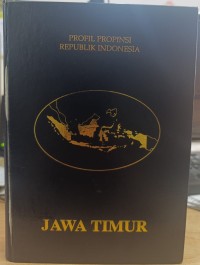 PROFIL PROPINSI
REPUBLIK INDONESIA
JAWA TIMUR